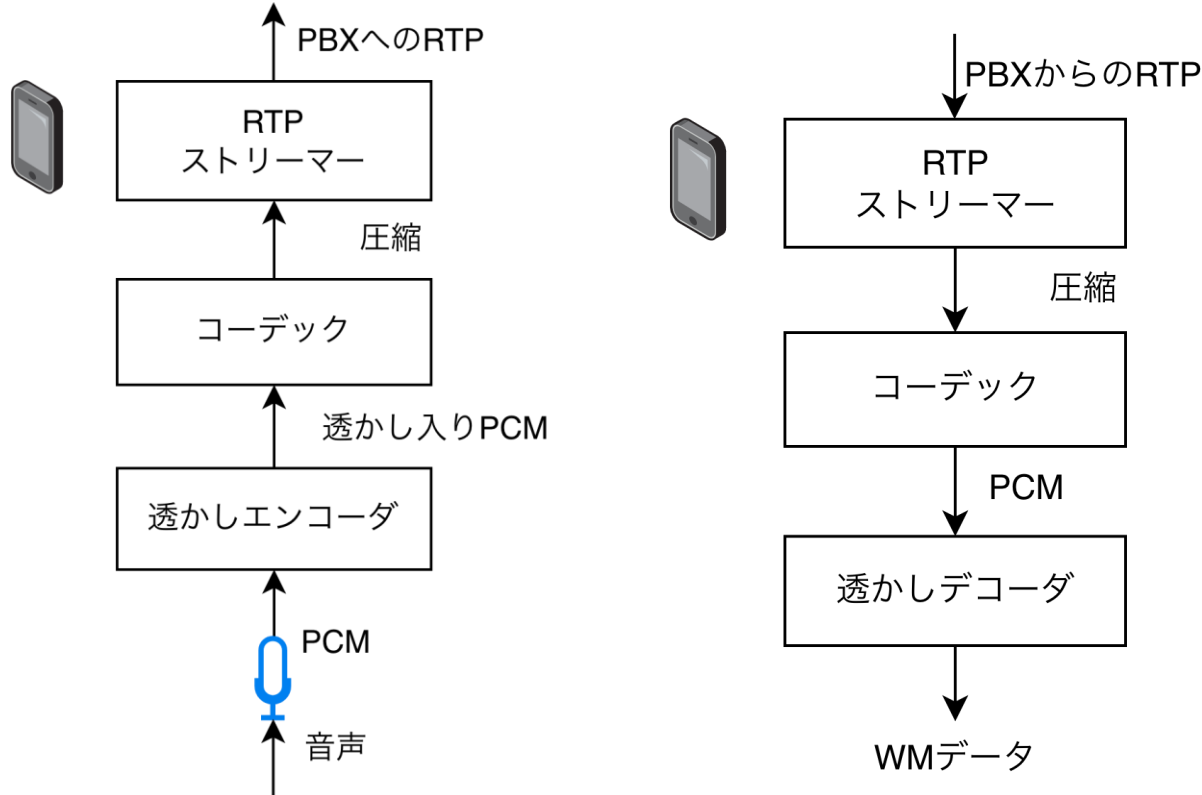 PBXへのRTP
RTP
ストリーマー
圧縮
コーデック
透かし入りPCM
透かしエンコーダ
PCM
音声
PBXからのRTP
RTP
ストリーマー
圧縮
コーデック
PCM
透かしデコーダ
WMデータ